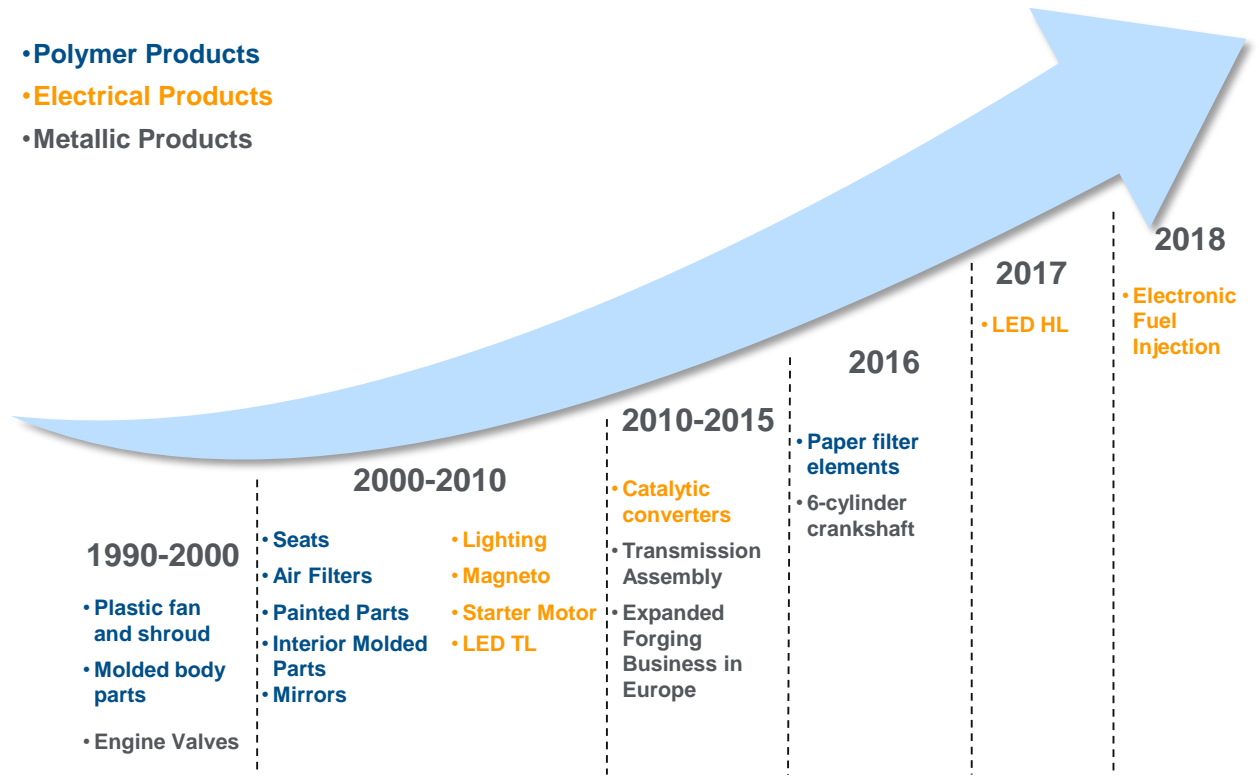 •Polymer Products
•Electrical Products
•Metallic Products
1990-2000
•Plastic fan
and shroud
•Molded body
parts
•Engine Valves
2000-2010
•Seats
•Air Filters
•Painted Parts
•Interior Molded
Parts
•Mirrors
•Lighting
•Magneto
•Starter Motor
•LED TL
2010-2015
•Catalytic
converters
•Transmission
Assembly
•Expanded
Forging
Business in
Europe
2016
•Paper filter
elements
•6-cylinder
crankshaft
2017
•LED HL
2018
•Electronic
Fuel
Injection